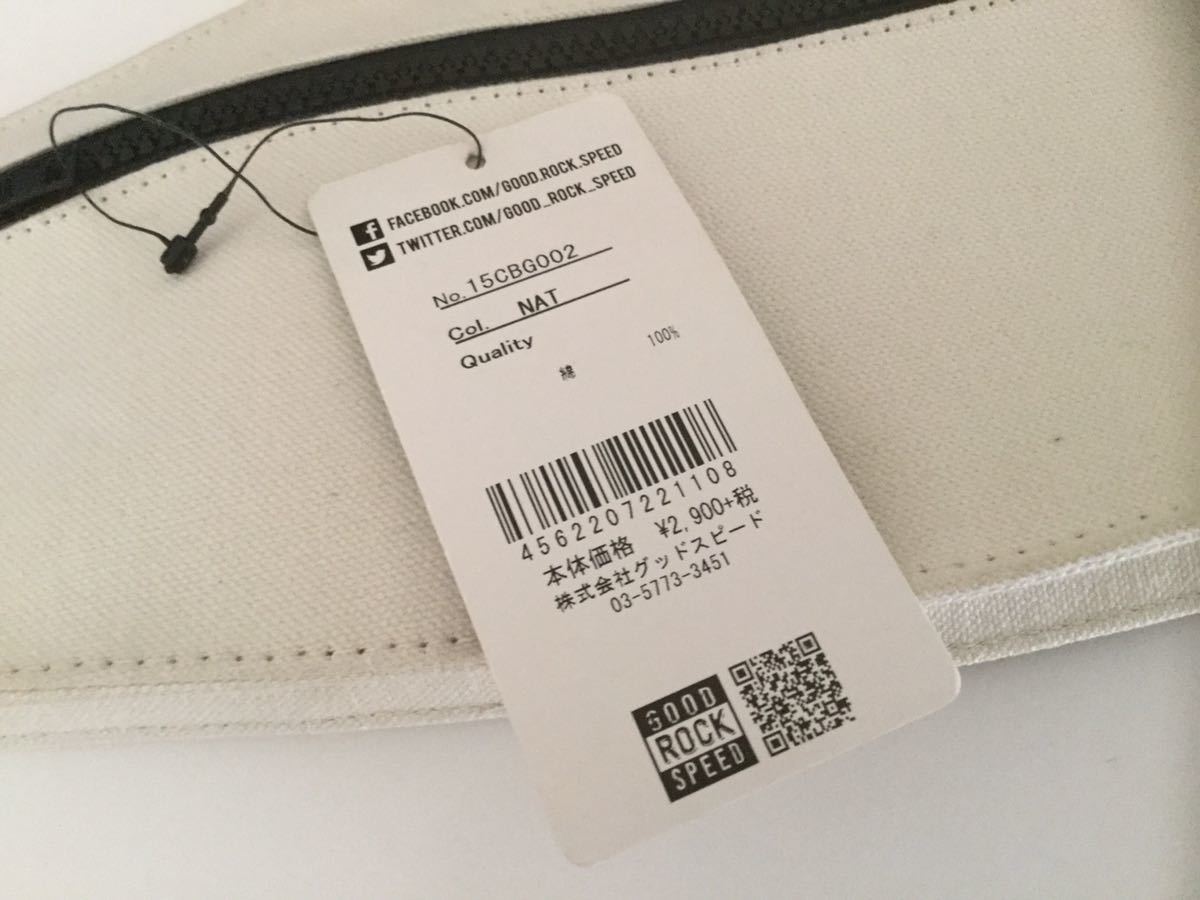 FACEBOOK.COM/GOOD.ROCK.SPEED
TWITTER.COM/GOOD_ROCK_SPEED
No.15CBG002
Col. NAT
Quality
綿 100%
4562207221108
本体価格 ¥2,900+税
株式会社グッドスピード
03-5773-3451
GOOD
ROCK
SPEED